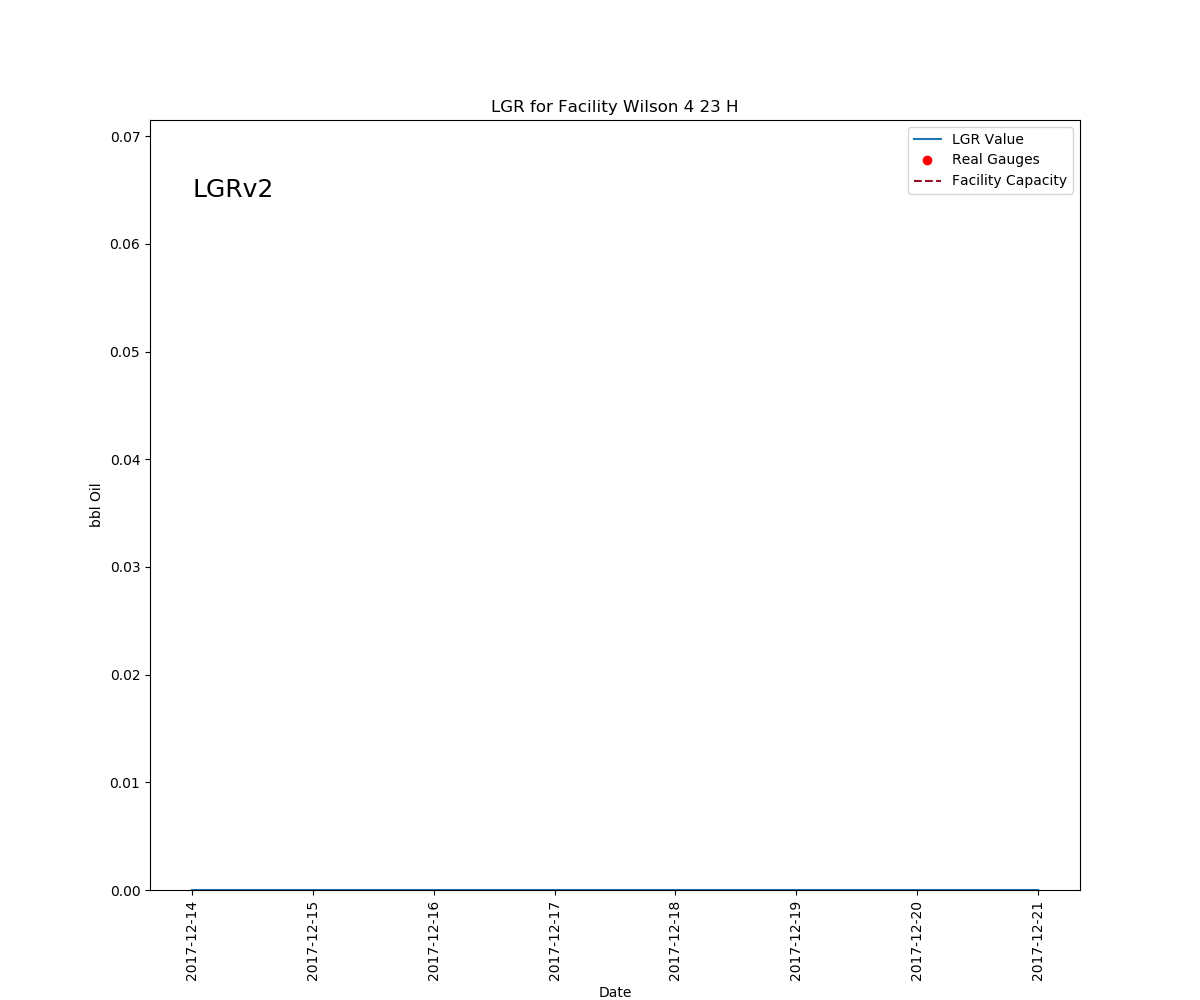 LGR for Facility Wilson 4 23 H
LGR Value
Real Gauges
Facility Capacity
LGRv2
0.07
0.06
0.05
0.04
0.03
0.02
0.01
0.00
bbl Oil
2017-12-14
2017-12-15
2017-12-16
2017-12-17
2017-12-18
2017-12-19
2017-12-20
2017-12-21
Date